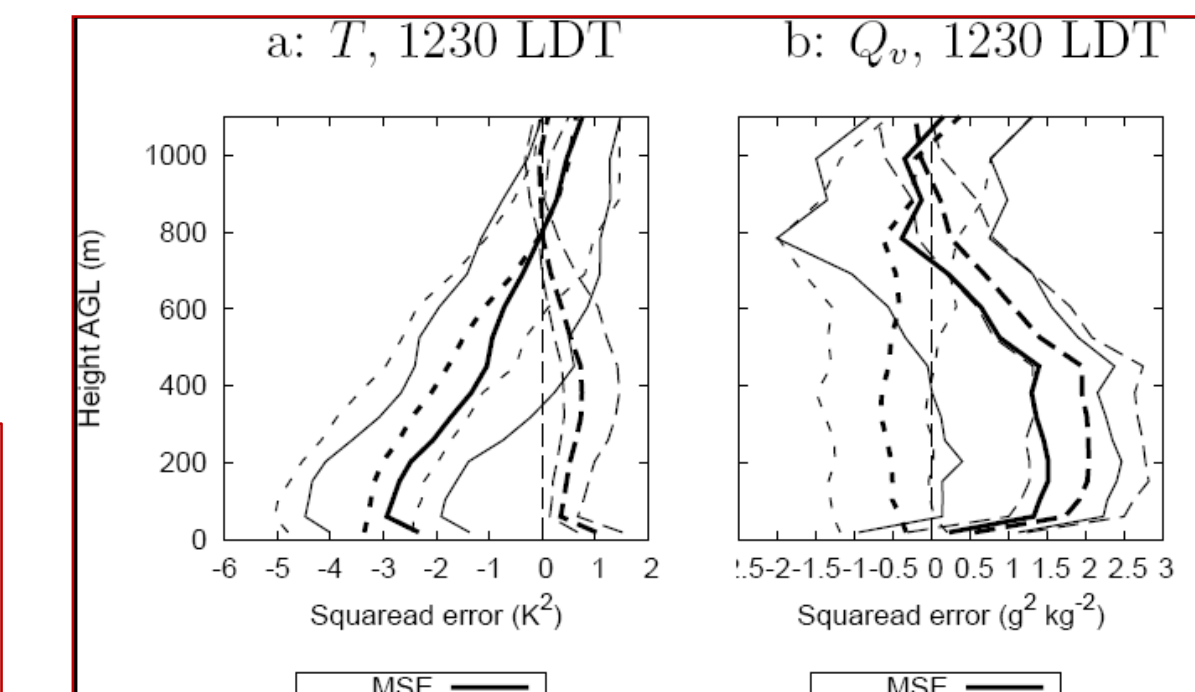 a: T, 1230 LDT
b: Qv, 1230 LDT
Height AGL (m)
1000
800
600
400
200
0
-6 -5 -4 -3 -2 -1 0 1 2
.5-2-1.5-1-0.5 0 0.5 1 1.5 2 2.5 3
Squaread error (K2)
Squaread error (g2 kg-2)
MSE
MSE